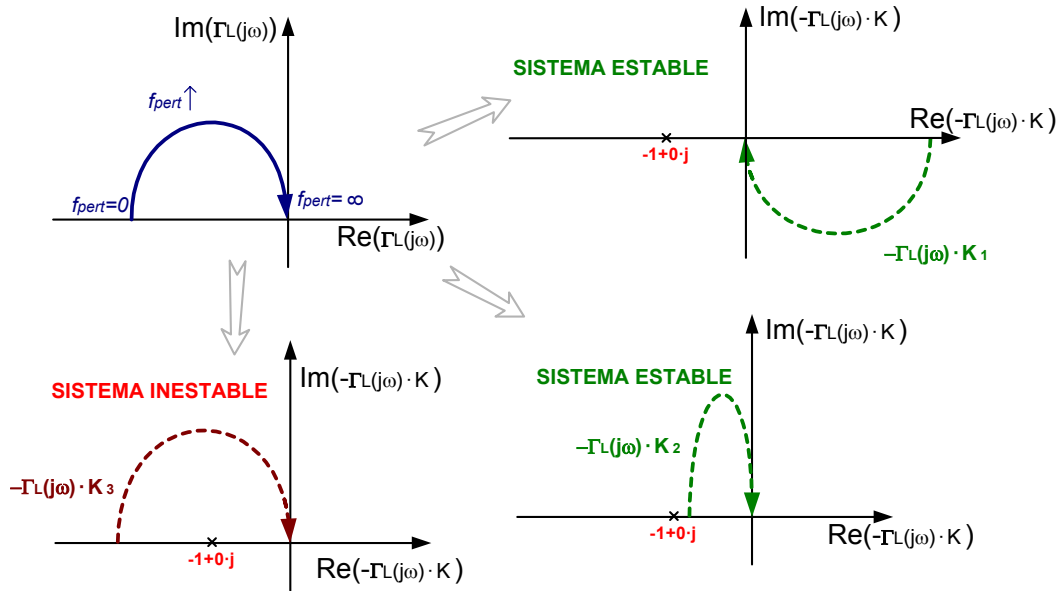 Im(ΓL(jω))
fpert↑
fpert=0
fpert= ∞
Re(ΓL(jω))
Im(-ΓL(jω)· K)
SISTEMA ESTABLE
Re(-ΓL(jω)· K)
-1+0·j
–ΓL(jω)· K 1
SISTEMA INESTABLE
Im(-ΓL(jω)· K)
–ΓL(jω)· K 3
-1+0·j
Re(-ΓL(jω)· K)
Im(-ΓL(jω)· K)
SISTEMA ESTABLE
–ΓL(jω)· K 2
-1+0·j
Re(-ΓL(jω)· K)